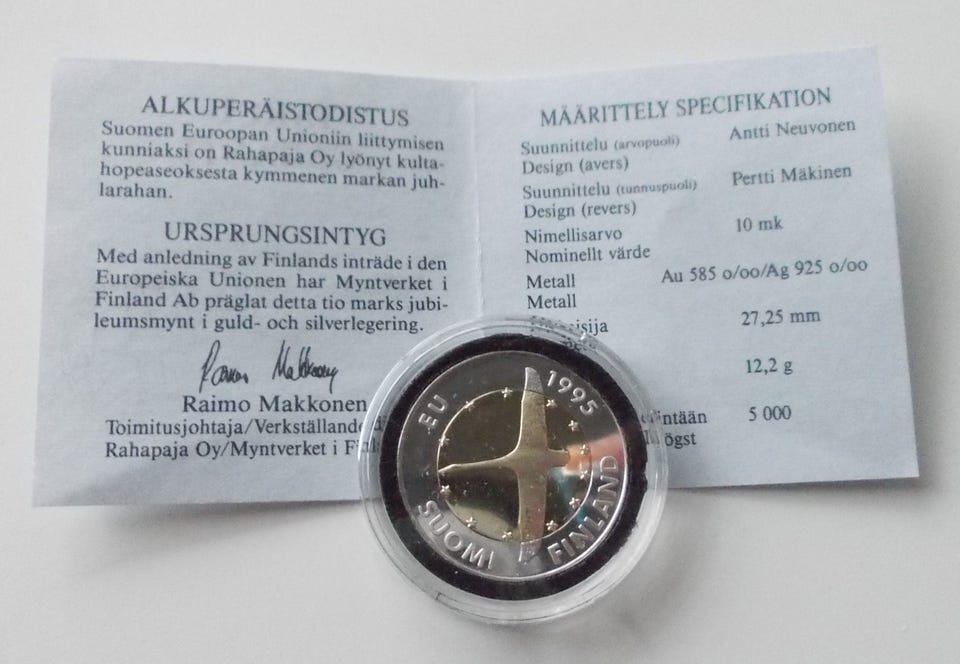 ALKUPERÄISTODISTUS
Suomen Euroopan Unioniin liittymisen
kunniaksi on Rahapaja Oy lyönyt kulta-
hopeaseoksesta kymmenen markan juh-
larahan.
URSPRUNGSINTYG
Med anledning av Finlands inträde i den
Europeiska Unionen har Myntverket i
Finland Ab präglat detta tio marks jubi-
leumsmynt i guld- och silverlegering.
Raimo Makkonen
Raimo Makkonen
Toimitusjohtaja/Verkställande
Rahapaja Oy/Myntverket i
MÄÄRITTELY SPECIFIKATION
Suunnittelu (arvopuoli) Antti Neuvonen
Design (avers)
Suunnittelu (tunnuspuoli) Pertti Mäkinen
Design (revers)
Nimellisarvo 10 mk
Nominellt värde
Metall Au 585 o/oo/Ag 925 o/oo
Metall
27,25 mm
12,2 g
5 000
EU 1995
SUOMI FINLAND